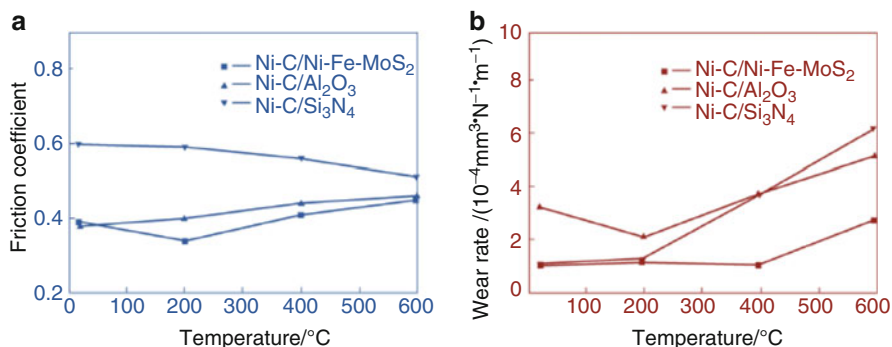 a
Friction coefficient
0.8
0.6
0.4
0.2
Ni-C/Ni-Fe-MoS₂
Ni-C/Al₂O₃
Ni-C/Si₃N₄
0 100 200 300 400 500 600
Temperature/°C
b
Wear rate /(10⁻⁴mm³•N⁻¹•m⁻¹)
10
8
6
4
2
0
Ni-C/Ni-Fe-MoS₂
Ni-C/Al₂O₃
Ni-C/Si₃N₄
100 200 300 400 500 600
Temperature/°C